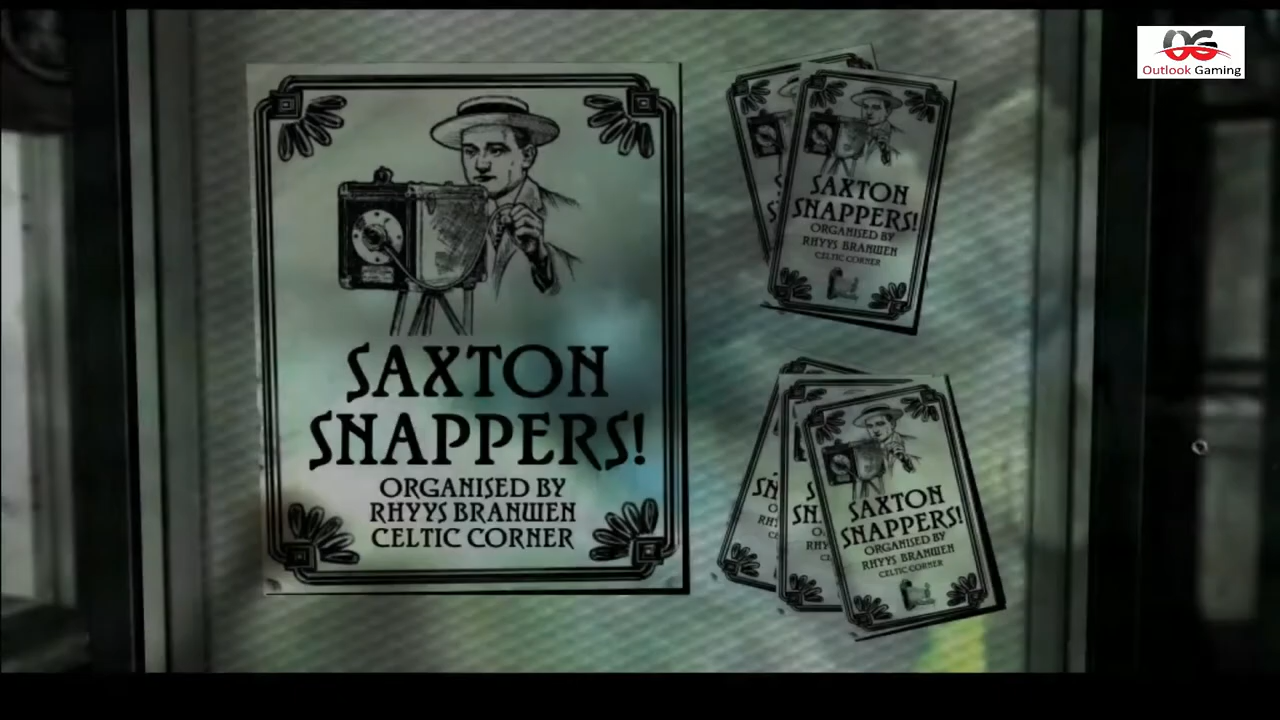 SAXTON
SNAPPERS!
ORGANISED BY
RHYYS BRANWEN
CELTIC CORNER
OG
Outlook Gaming
SAXTON
SNAPPERS!
ORGANISED BY
RHYYS BRANWEN
CELTIC CORNER
SAXTON
SNAPPERS!
ORGANISED BY
RHYYS BRANWEN
CELTIC CORNER